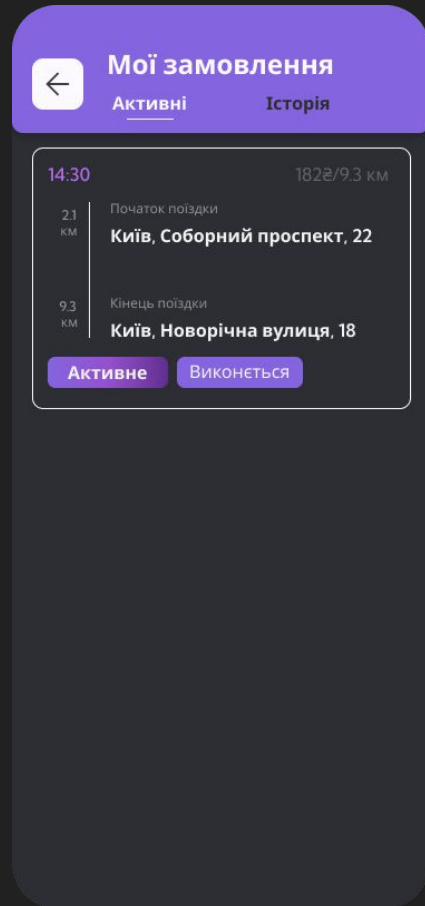 Мої замовлення
Активні Історія
14:30 182₴/9.3 км
2.1
км
Початок поїздки
Київ, Соборний проспект, 22
9.3
км
Кінець поїздки
Київ, Новорічна вулиця, 18
Активне Виконється